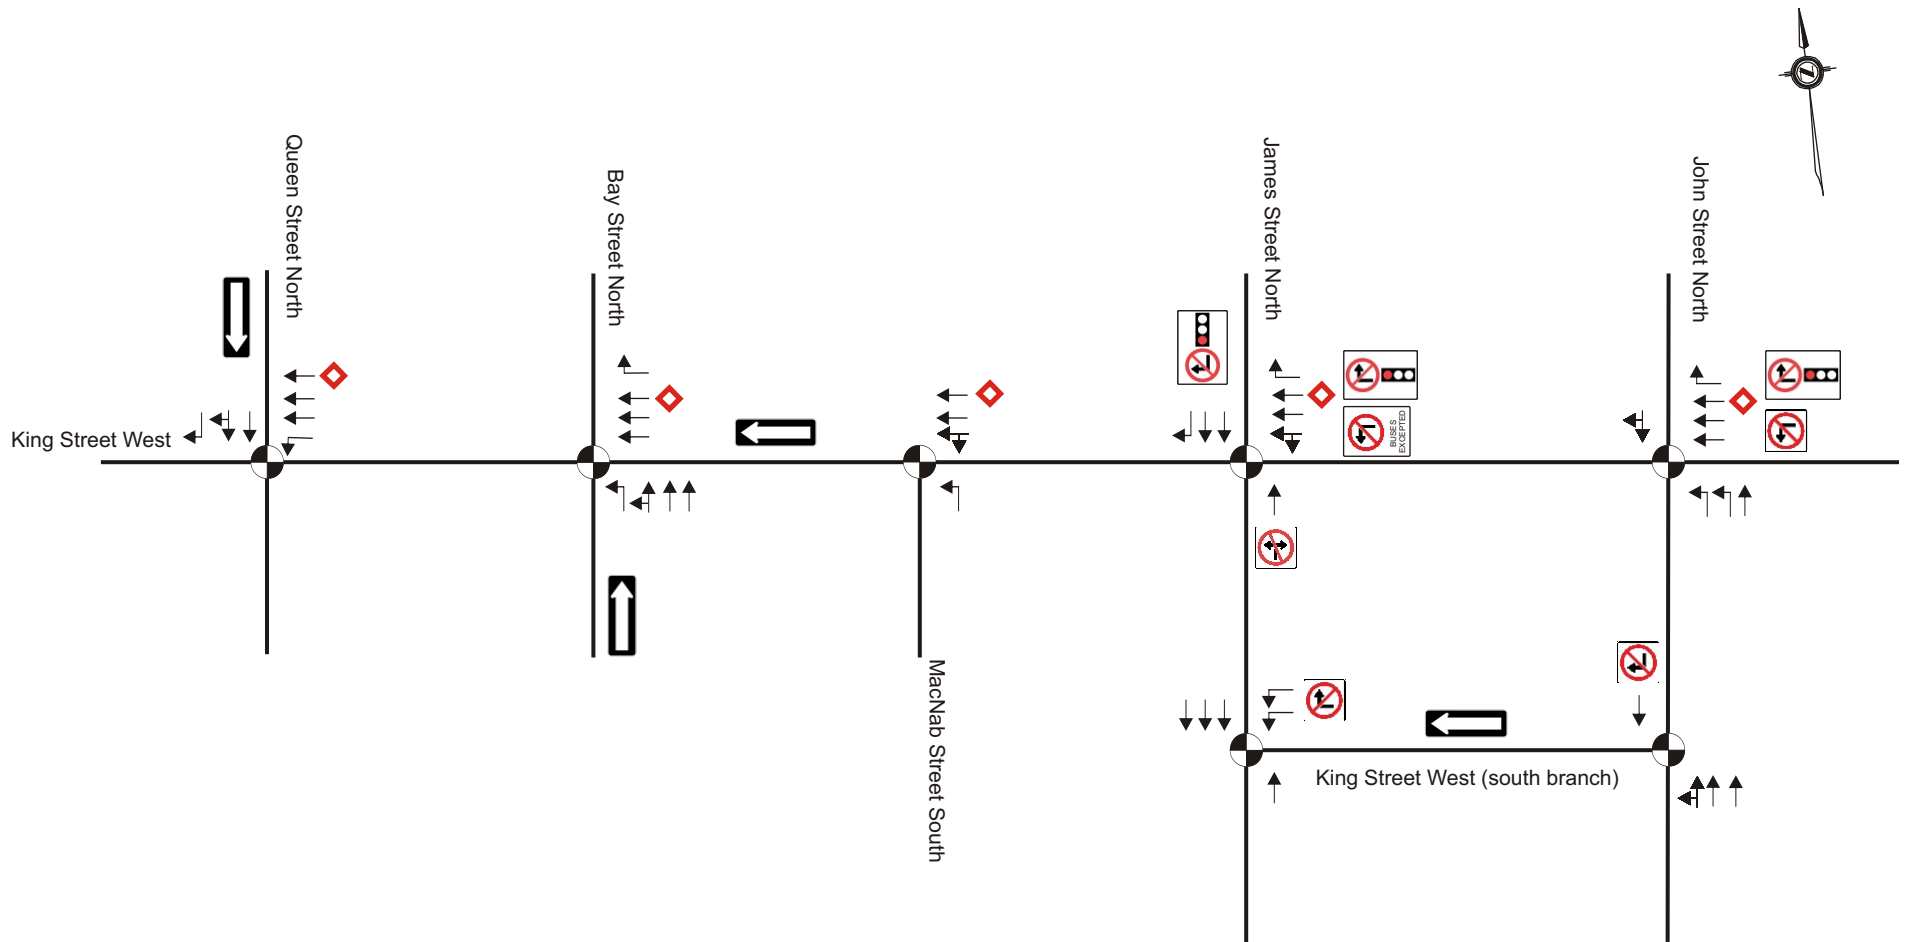 Queen Street North
Bay Street North
James Street North
John Street North
BUSES
EXCEPTED
King Street West
MacNab Street South
King Street West (south branch)